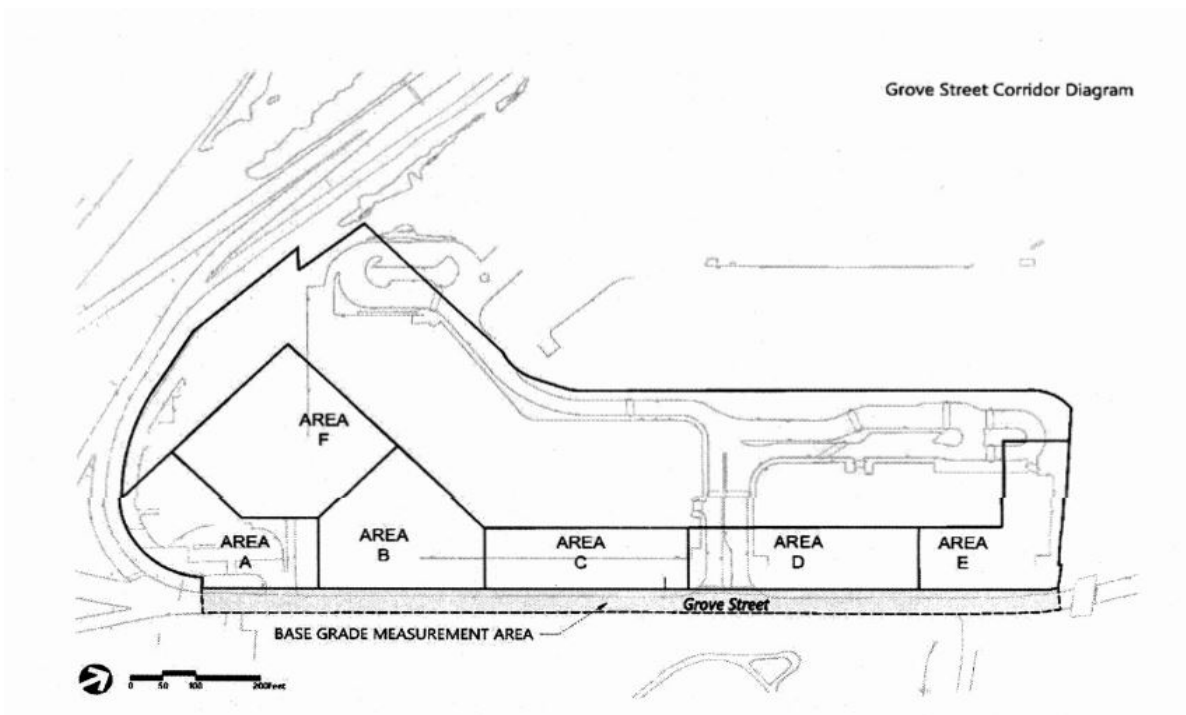 Grove Street Corridor Diagram
AREA
F
AREA
A
AREA
B
AREA
C
AREA
D
AREA
E
Grove Street
BASE GRADE MEASUREMENT AREA
0 50 100 200Feet